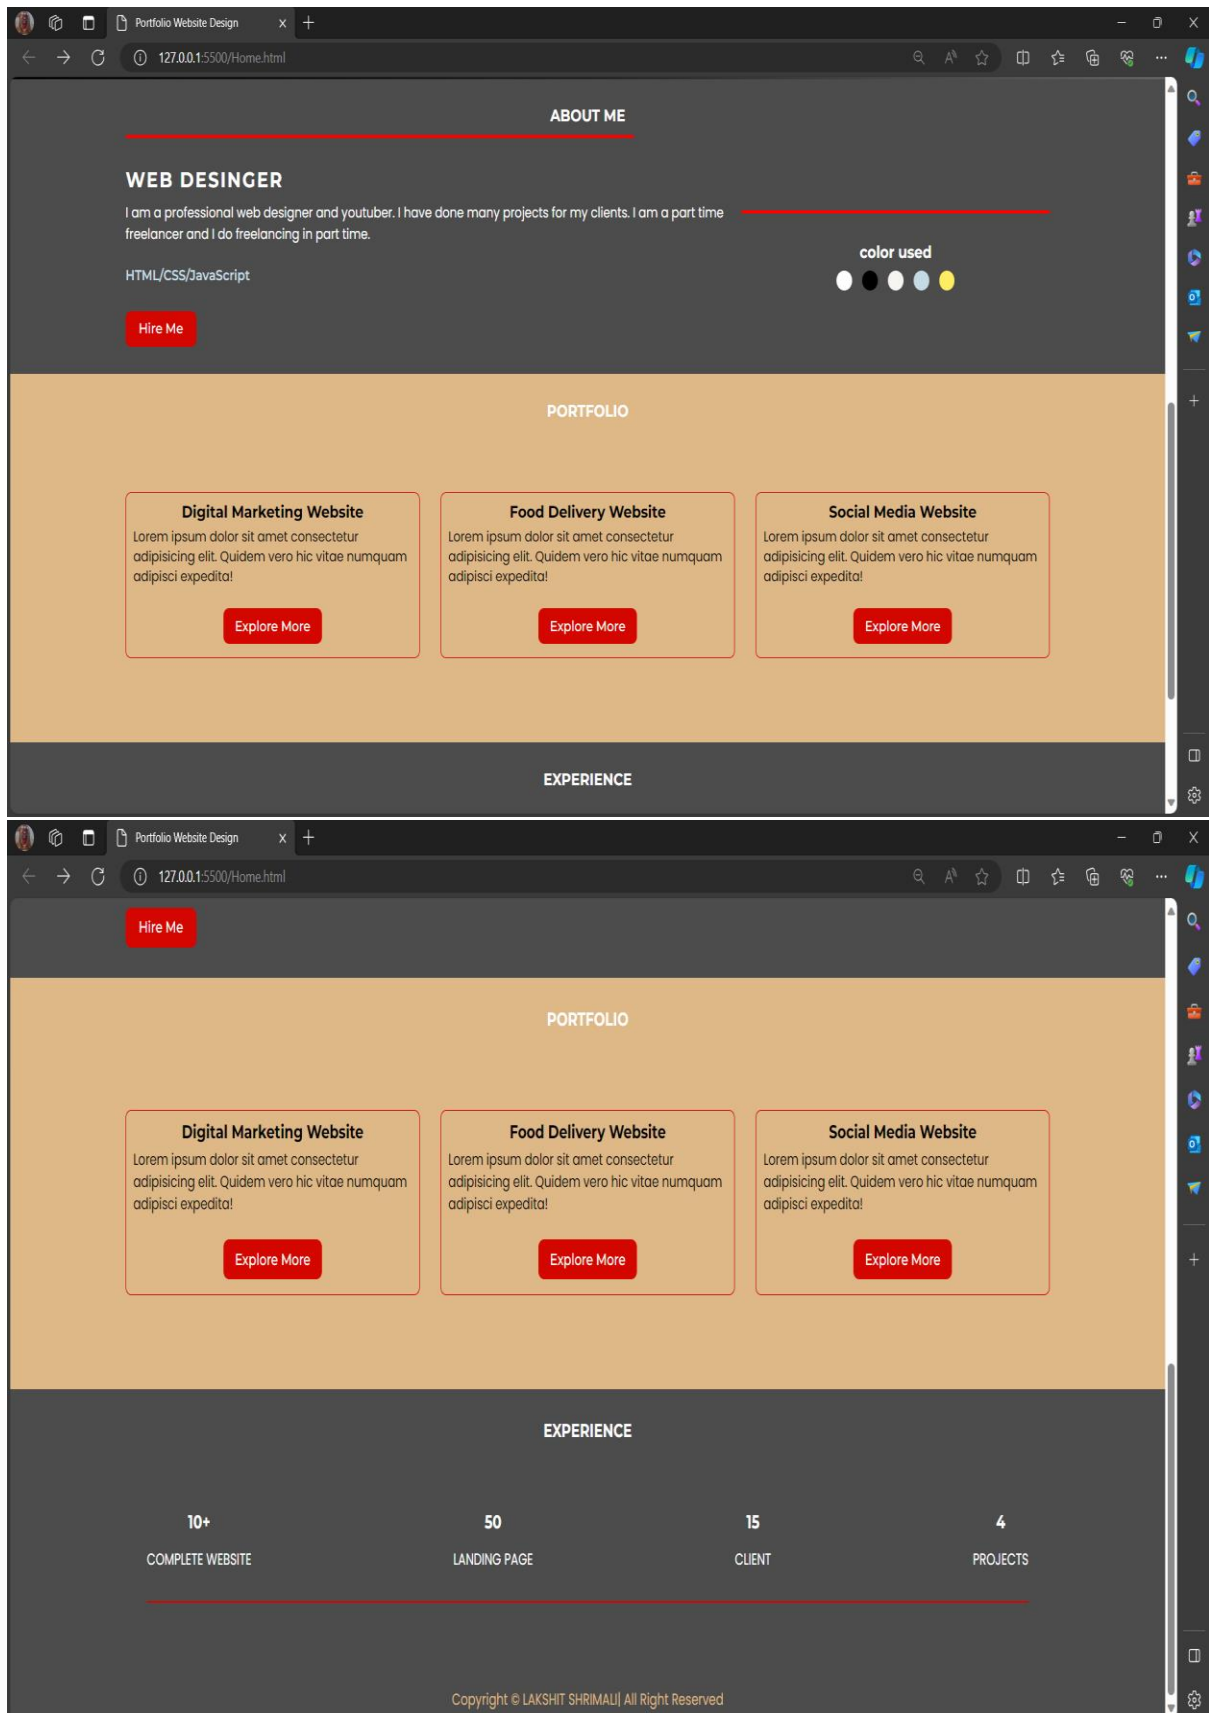 Portfolio Website Design
127.0.0.1:5500/Home.html
ABOUT ME
WEB DESINGER
I am a professional web designer and youtuber. I have done many projects for my clients. I am a part time
freelancer and I do freelancing in part time.
HTML/CSS/JavaScript
Hire Me
color used
PORTFOLIO
Digital Marketing Website
Lorem ipsum dolor sit amet consectetur
adipisicing elit. Quidem vero hic vitae numquam
adipisci expedita!
Explore More
Food Delivery Website
Lorem ipsum dolor sit amet consectetur
adipisicing elit. Quidem vero hic vitae numquam
adipisci expedita!
Explore More
Social Media Website
Lorem ipsum dolor sit amet consectetur
adipisicing elit. Quidem vero hic vitae numquam
adipisci expedita!
Explore More
EXPERIENCE
Portfolio Website Design
127.0.0.1:5500/Home.html
Hire Me
PORTFOLIO
Digital Marketing Website
Lorem ipsum dolor sit amet consectetur
adipisicing elit. Quidem vero hic vitae numquam
adipisci expedita!
Explore More
Food Delivery Website
Lorem ipsum dolor sit amet consectetur
adipisicing elit. Quidem vero hic vitae numquam
adipisci expedita!
Explore More
Social Media Website
Lorem ipsum dolor sit amet consectetur
adipisicing elit. Quidem vero hic vitae numquam
adipisci expedita!
Explore More
EXPERIENCE
10+
COMPLETE WEBSITE
50
LANDING PAGE
15
CLIENT
4
PROJECTS
Copyright © LAKSHIT SHRIMALI| All Right Reserved